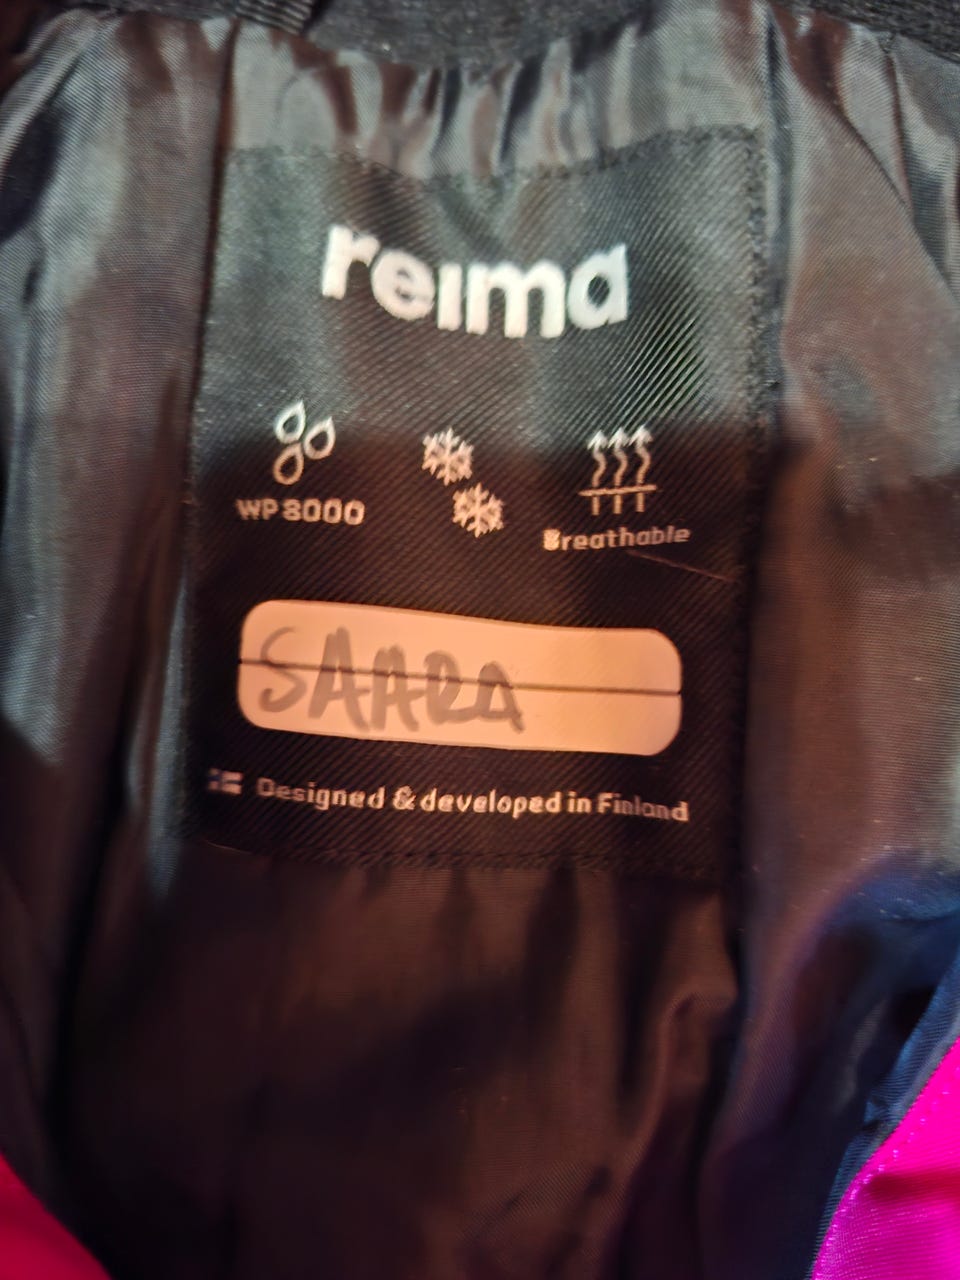 reima
WP 8000
Breathable
SAARA
Designed & developed in Finland